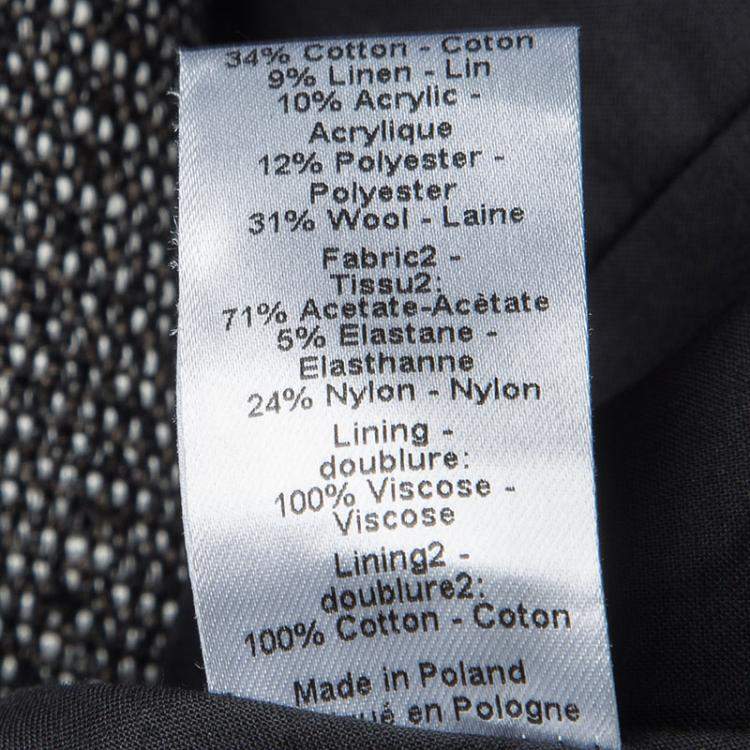 34% Cotton - Coton
9% Linen - Lin
10% Acrylic -
Acrylique
12% Polyester -
Polyester
31% Wool - Laine
Fabric2 -
Tissu2:
71% Acetate-Acètate
5% Elastane -
Elasthanne
24% Nylon - Nylon
Lining -
doublure:
100% Viscose -
Viscose
Lining2 -
doublure2:
100% Cotton - Coton
Made in Poland
en Pologne